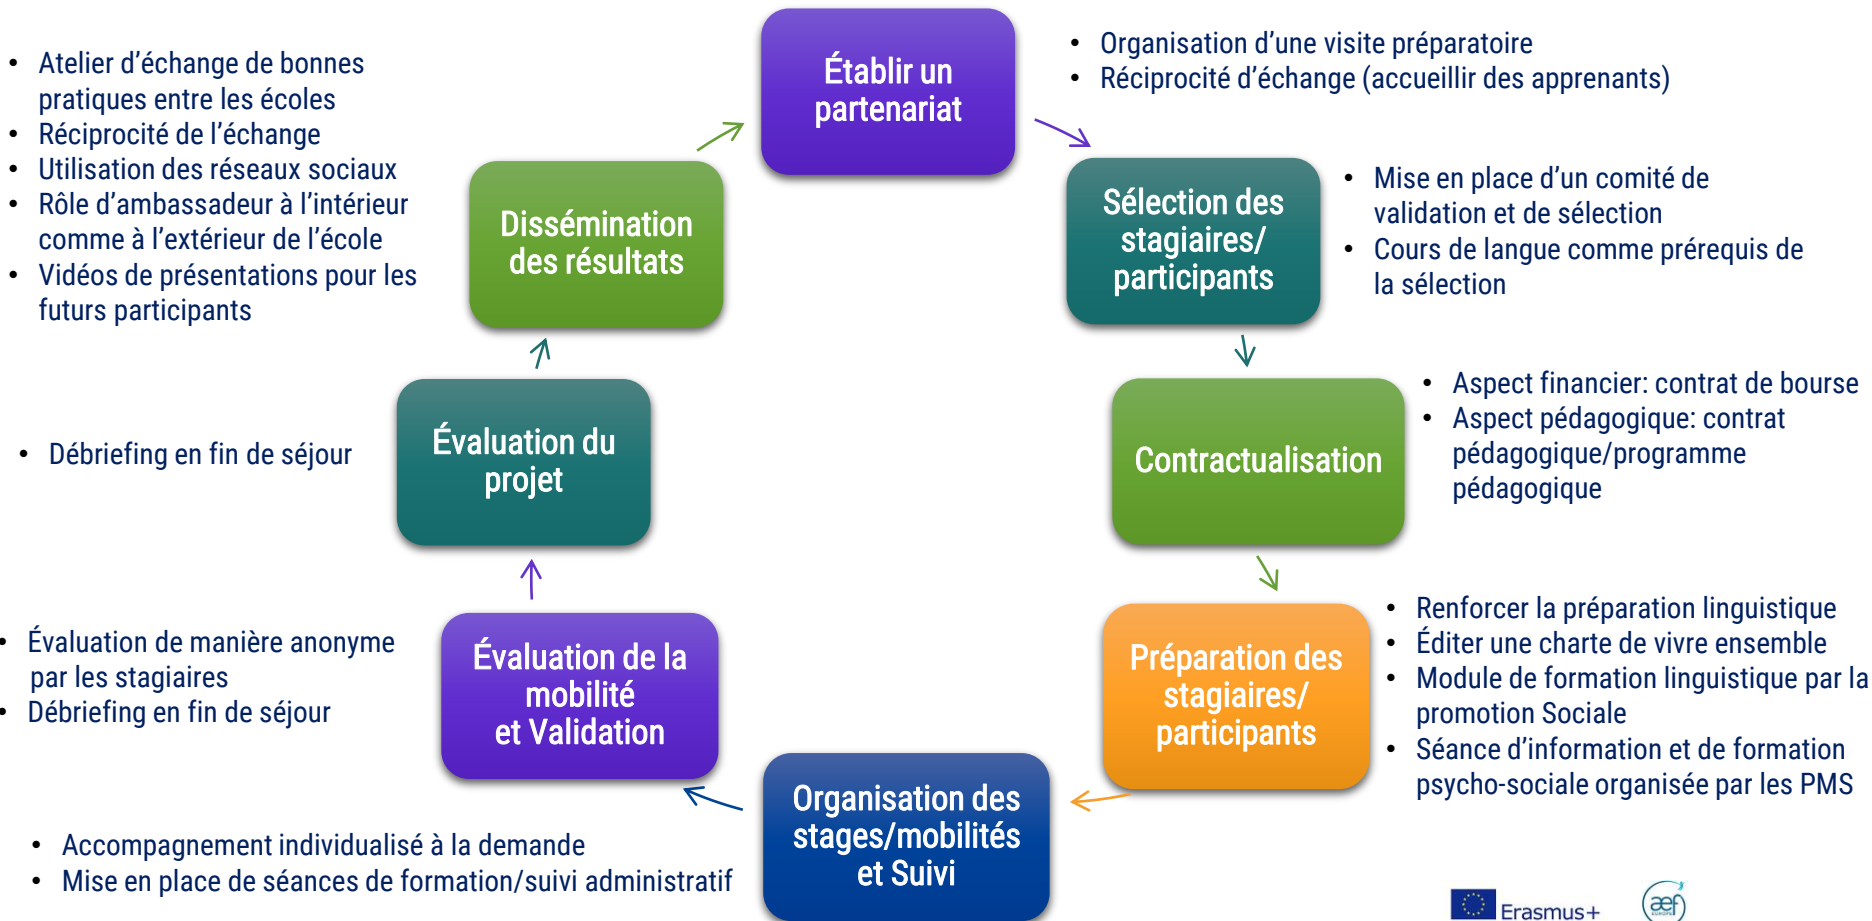 Établir un
partenariat
• Organisation d’une visite préparatoire
• Réciprocité d’échange (accueillir des apprenants)
Sélection des
stagiaires/
participants
• Mise en place d’un comité de
validation et de sélection
• Cours de langue comme prérequis de
la sélection
Contractualisation
• Aspect financier: contrat de bourse
• Aspect pédagogique: contrat
pédagogique/programme
pédagogique
Préparation des
stagiaires/
participants
• Renforcer la préparation linguistique
• Éditer une charte de vivre ensemble
• Module de formation linguistique par la
promotion Sociale
• Séance d’information et de formation
psycho-sociale organisée par les PMS
Organisation des
stages/mobilités
et Suivi
• Accompagnement individualisé à la demande
• Mise en place de séances de formation/suivi administratif
Évaluation de la
mobilité
et Validation
• Évaluation de manière anonyme
par les stagiaires
• Débriefing en fin de séjour
Évaluation du
projet
• Débriefing en fin de séjour
Dissémination
des résultats
• Atelier d’échange de bonnes
pratiques entre les écoles
• Réciprocité de l’échange
• Utilisation des réseaux sociaux
• Rôle d’ambassadeur à l’intérieur
comme à l’extérieur de l’école
• Vidéos de présentations pour les
futurs participants
Erasmus+
aef
EUROPE